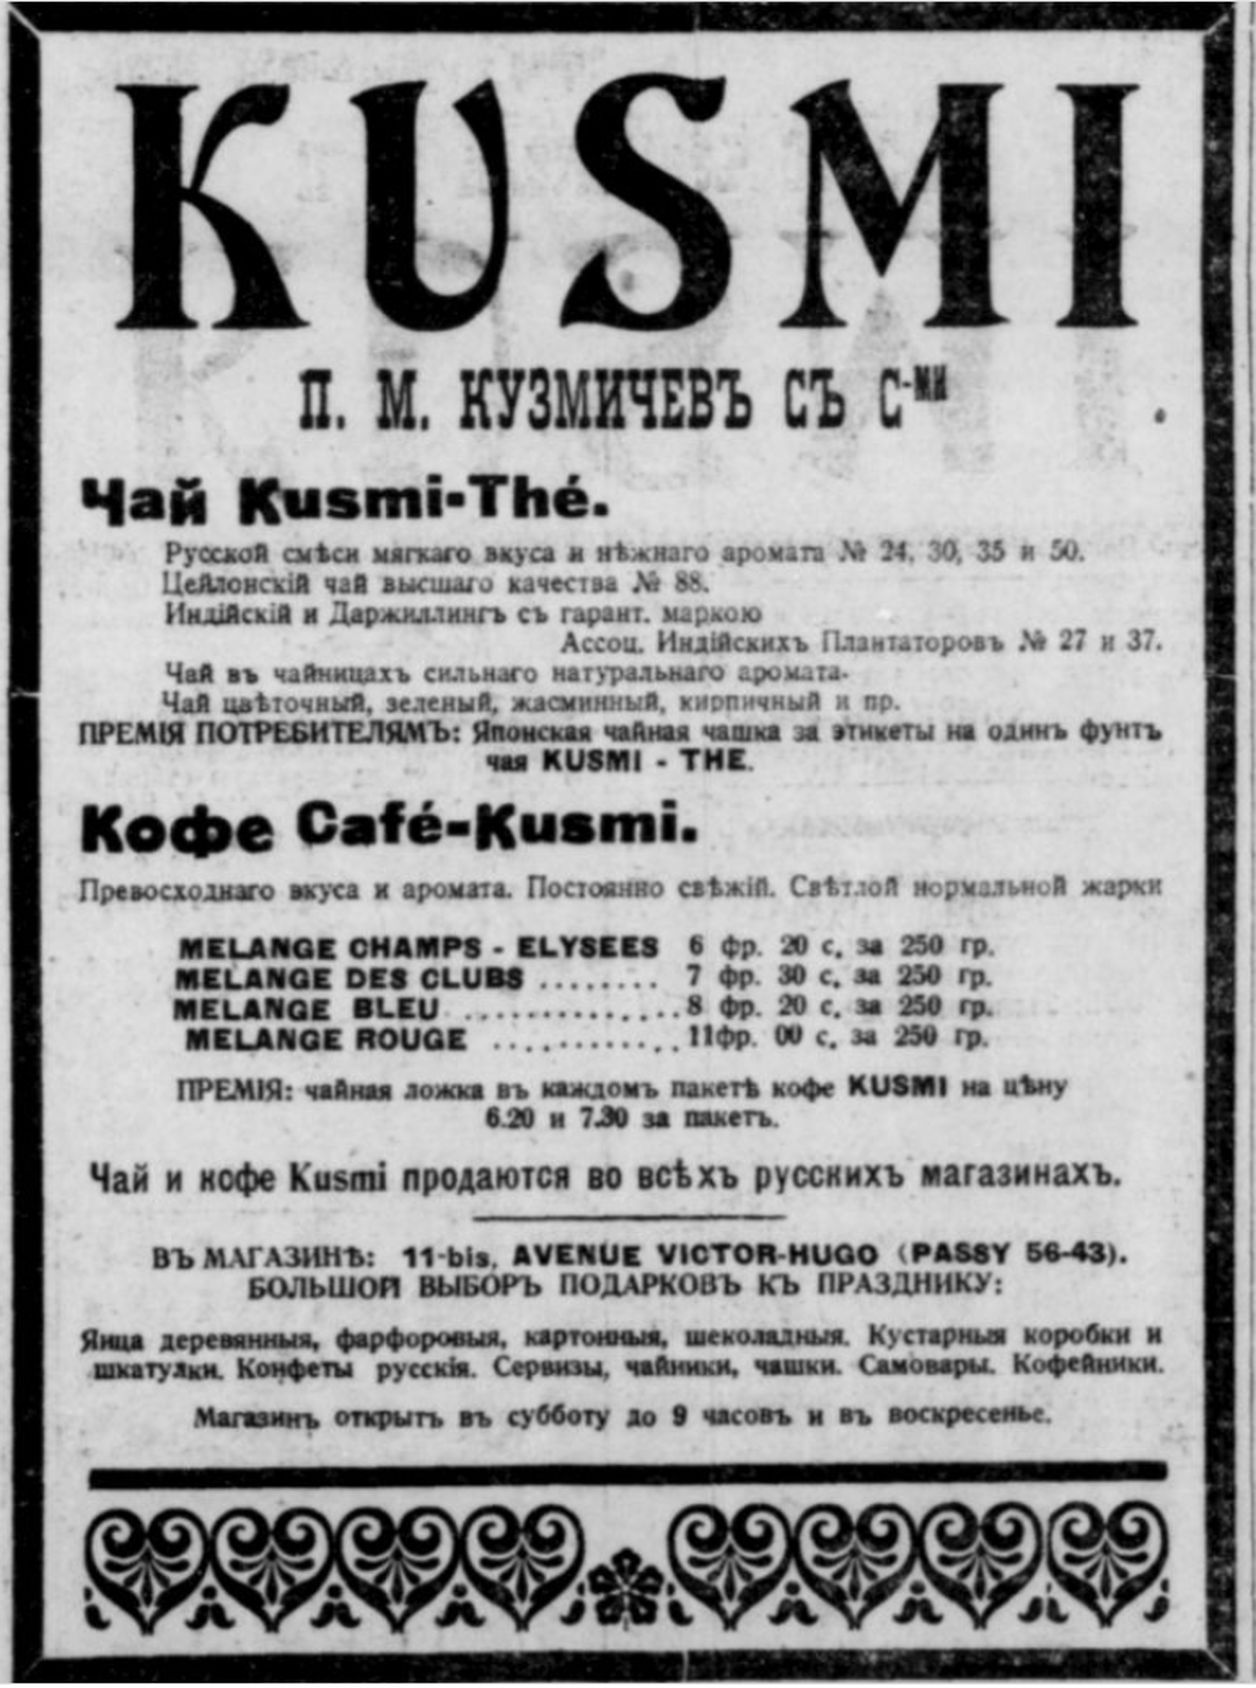 KUSMI
П. М. КУЗМИЧЕВЪ СЪ С-МИ
Чай Kusmi-Thé.
Русской смѣси мягкаго вкуса и нѣжнаго аромата № 24, 30, 35 и 50.
Цейлонскій чай высшаго качества № 88.
Индійскій и Даржиллингъ съ гарант. маркою
Ассоц. Индійскихъ Плантаторовъ № 27 и 37.
Чай въ чайницахъ сильнаго натуральнаго аромата.
Чай цвѣточный, зеленый, жасминный, кирпичный и пр.
ПРЕМІЯ ПОТРЕБИТЕЛЯМЪ: Японская чайная чашка за этикеты на одинъ фунтъ
чая KUSMI - THE.
Кофе Café-Kusmi.
Превосходнаго вкуса и аромата. Постоянно свѣжій. Свѣтлой нормальной жарки
MELANGE CHAMPS - ELYSEES 6 фр. 20 с. за 250 гр.
MELANGE DES CLUBS ........ 7 фр. 30 с. за 250 гр.
MELANGE BLEU ............... 8 фр. 20 с. за 250 гр.
MELANGE ROUGE ............ 11фр. 00 с. за 250 гр.
ПРЕМІЯ: чайная ложка въ каждомъ пакетѣ кофе KUSMI на цѣну
6.20 и 7.30 за пакетъ.
Чай и кофе Kusmi продаются во всѣхъ русскихъ магазинахъ.
ВЪ МАГАЗИНѢ: 11-bis, AVENUE VICTOR-HUGO (PASSY 56-43).
БОЛЬШОЙ ВЫБОРЪ ПОДАРКОВЪ КЪ ПРАЗДНИКУ:
Яица деревянныя, фарфоровыя, картонныя, шеколадныя. Кустарныя коробки и
шкатулки. Конфеты русскія. Сервизы, чайники, чашки. Самовары. Кофейники.
Магазинъ открытъ въ субботу до 9 часовъ и въ воскресенье.